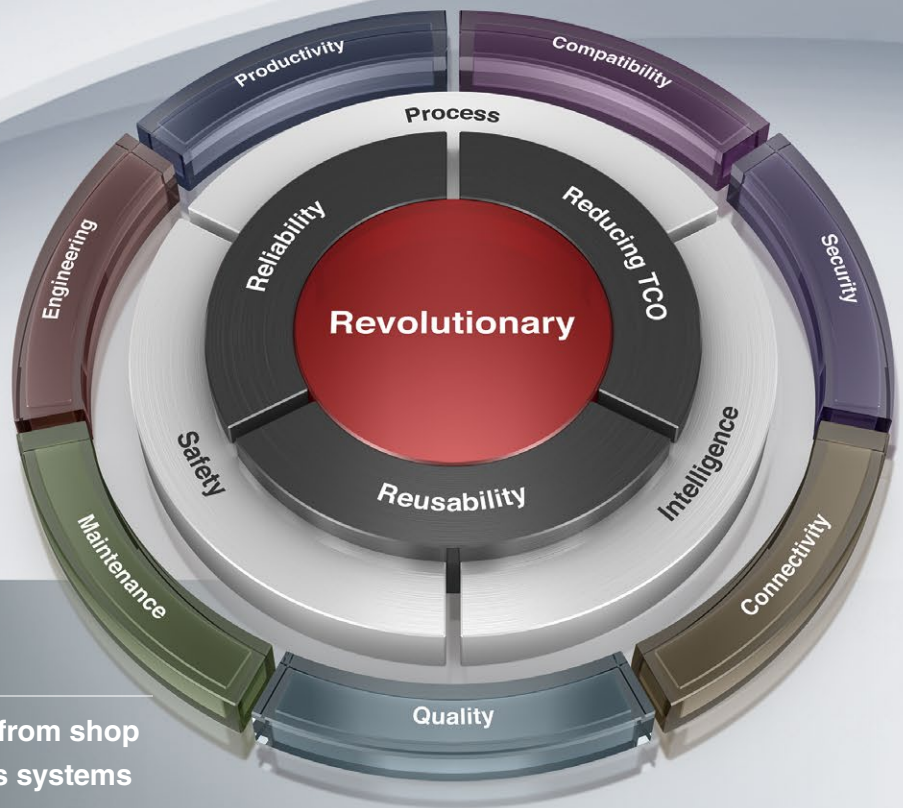 Productivity
Compatibility
Process
Engineering
Reliability
Reducing TCO
Security
Revolutionary
Safety
Reusability
Intelligence
Maintenance
Connectivity
Quality
from shop
systems